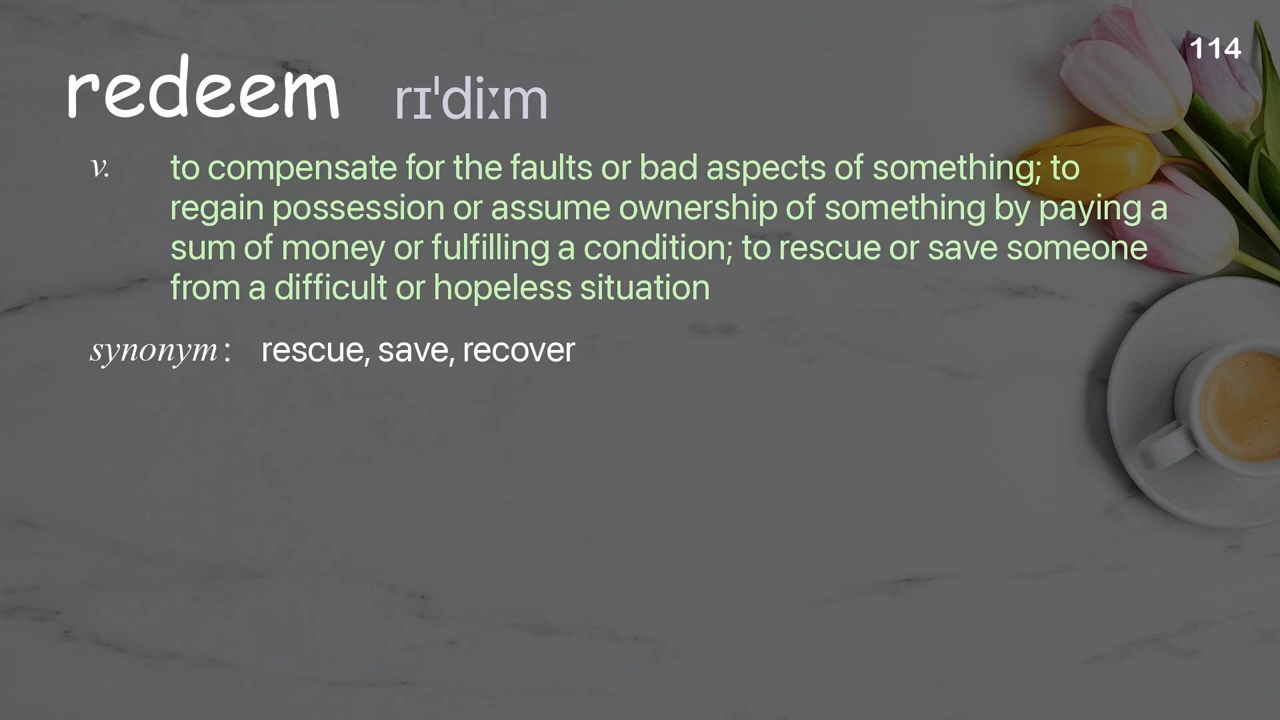 114
redeem rɪˈdiːm
v. to compensate for the faults or bad aspects of something; to
regain possession or assume ownership of something by paying a
sum of money or fulfilling a condition; to rescue or save someone
from a difficult or hopeless situation
synonym : rescue, save, recover